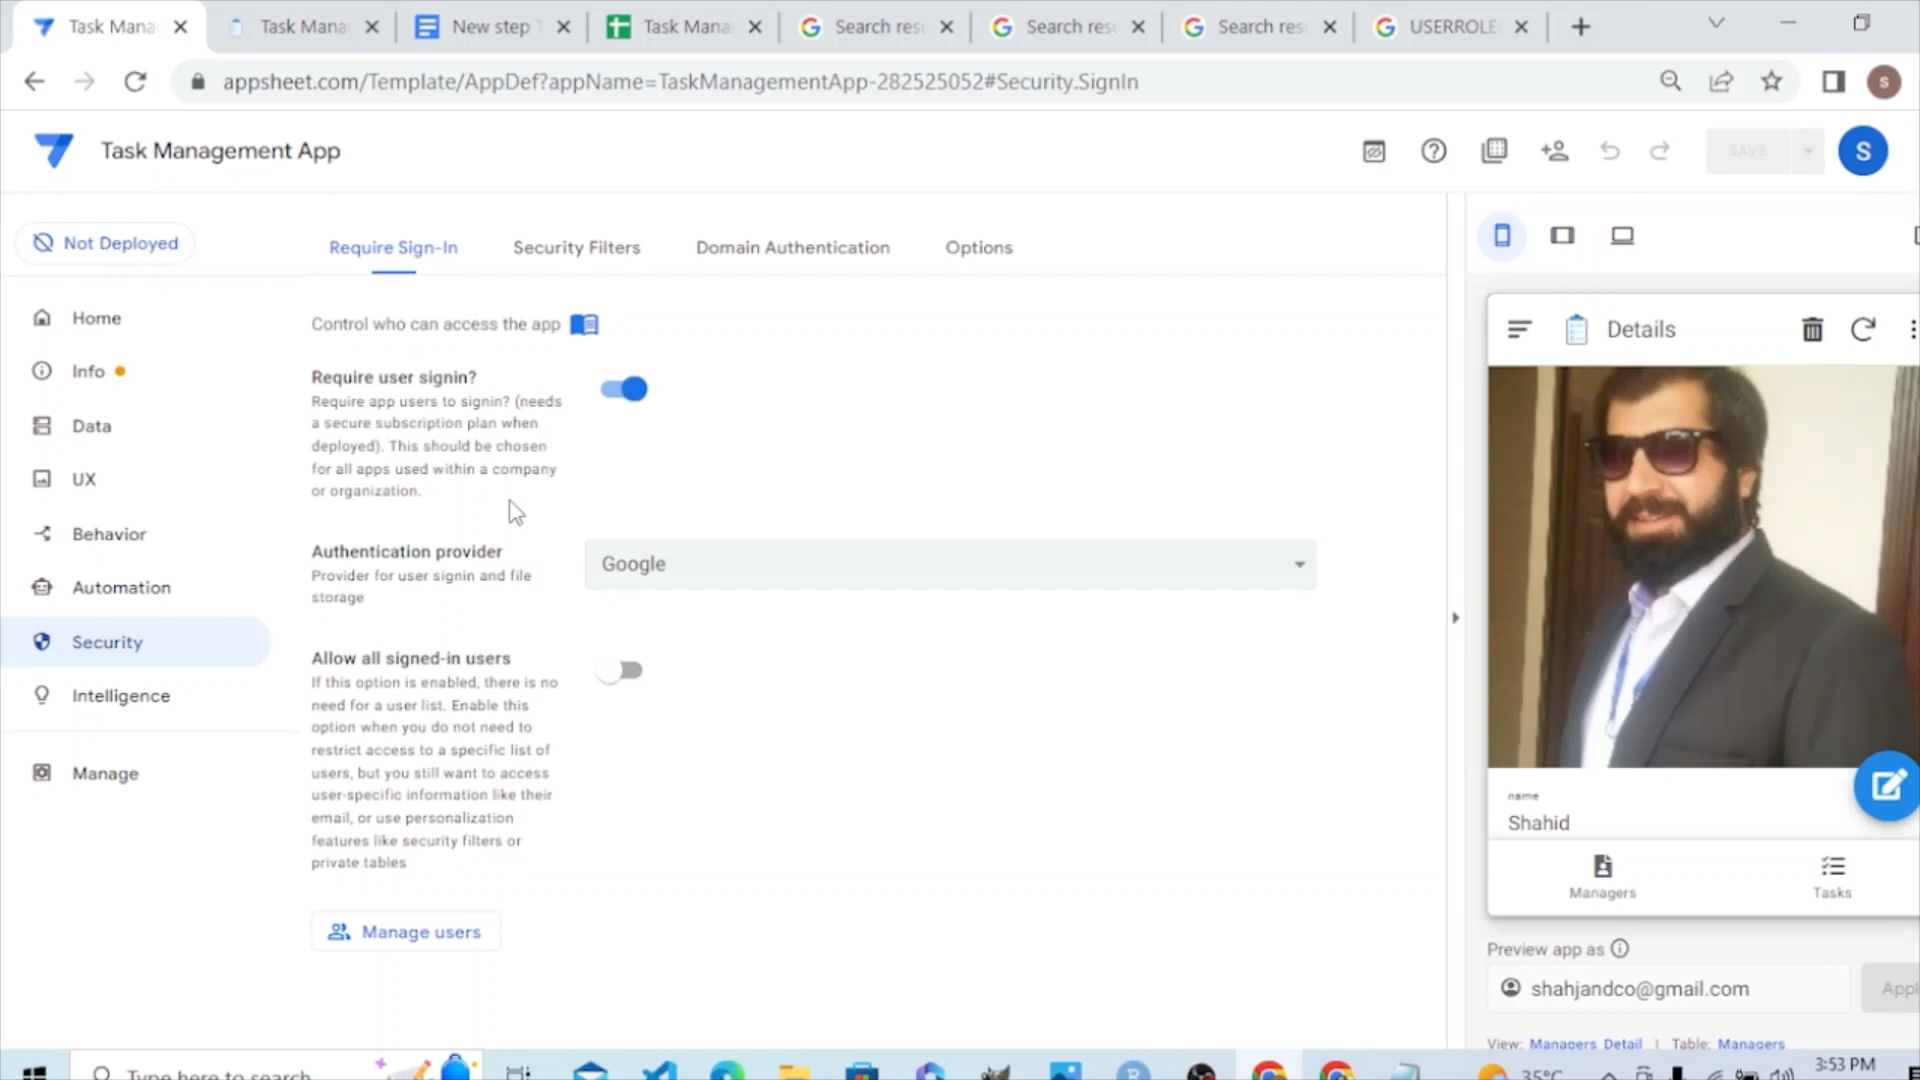 Task Mana
Task Mana
New step T
Task Mana
Search resu
Search resu
Search res
USERROLE
appsheet.com/Template/AppDef?appName=TaskManagementApp-282525052#Security.SignIn
S
Task Management App
SAVE
S
Not Deployed
Require Sign-In
Security Filters
Domain Authentication
Options
Home
Info
Data
UX
Behavior
Automation
Security
Intelligence
Manage
Control who can access the app
Require user signin?
Require app users to signin? (needs
a secure subscription plan when
deployed). This should be chosen
for all apps used within a company
or organization.
Authentication provider
Provider for user signin and file
storage
Google
Allow all signed-in users
If this option is enabled, there is no
need for a user list. Enable this
option when you do not need to
restrict access to a specific list of
users, but you still want to access
user-specific information like their
email, or use personalization
features like security filters or
private tables
Manage users
Details
name
Shahid
Managers
Tasks
Preview app as
shahjandco@gmail.com
Appl
View: Managers_Detail | Table: Managers
Type here to search
35°C
3:53 PM